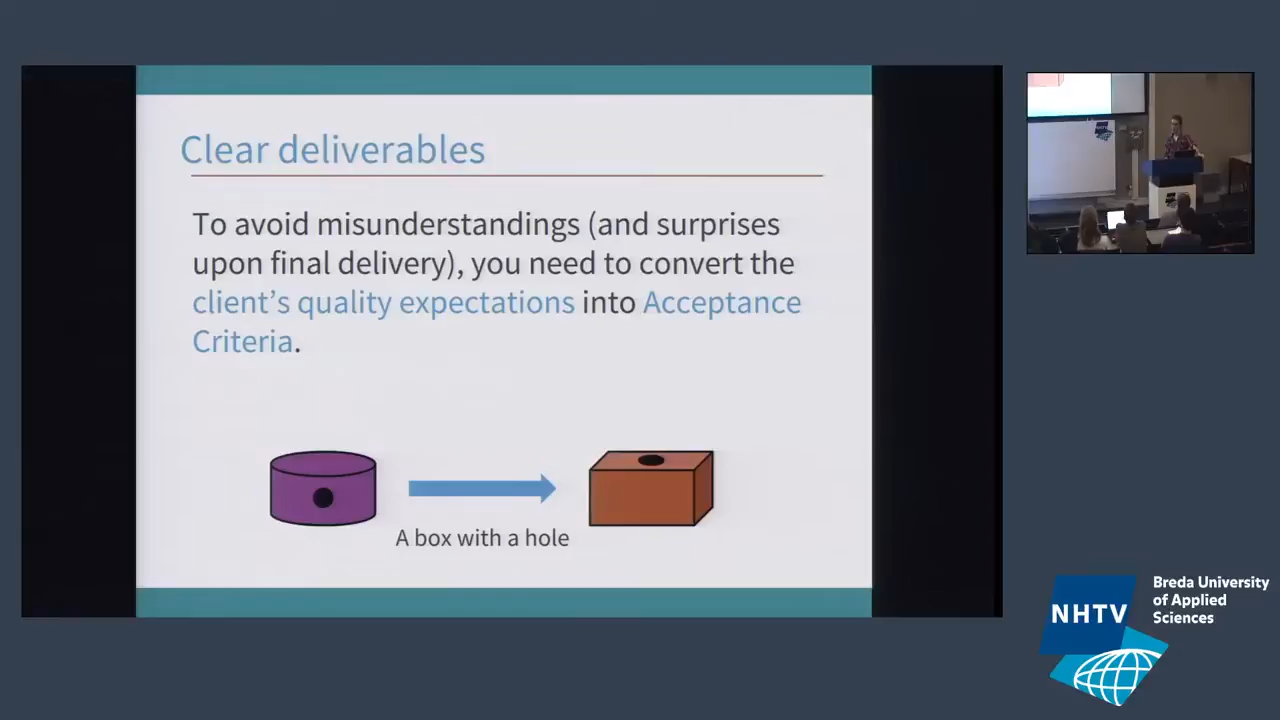 Clear deliverables
To avoid misunderstandings (and surprises
upon final delivery), you need to convert the
client's quality expectations into Acceptance
Criteria.
A box with a hole
NHTV
Breda University
of Applied
Sciences